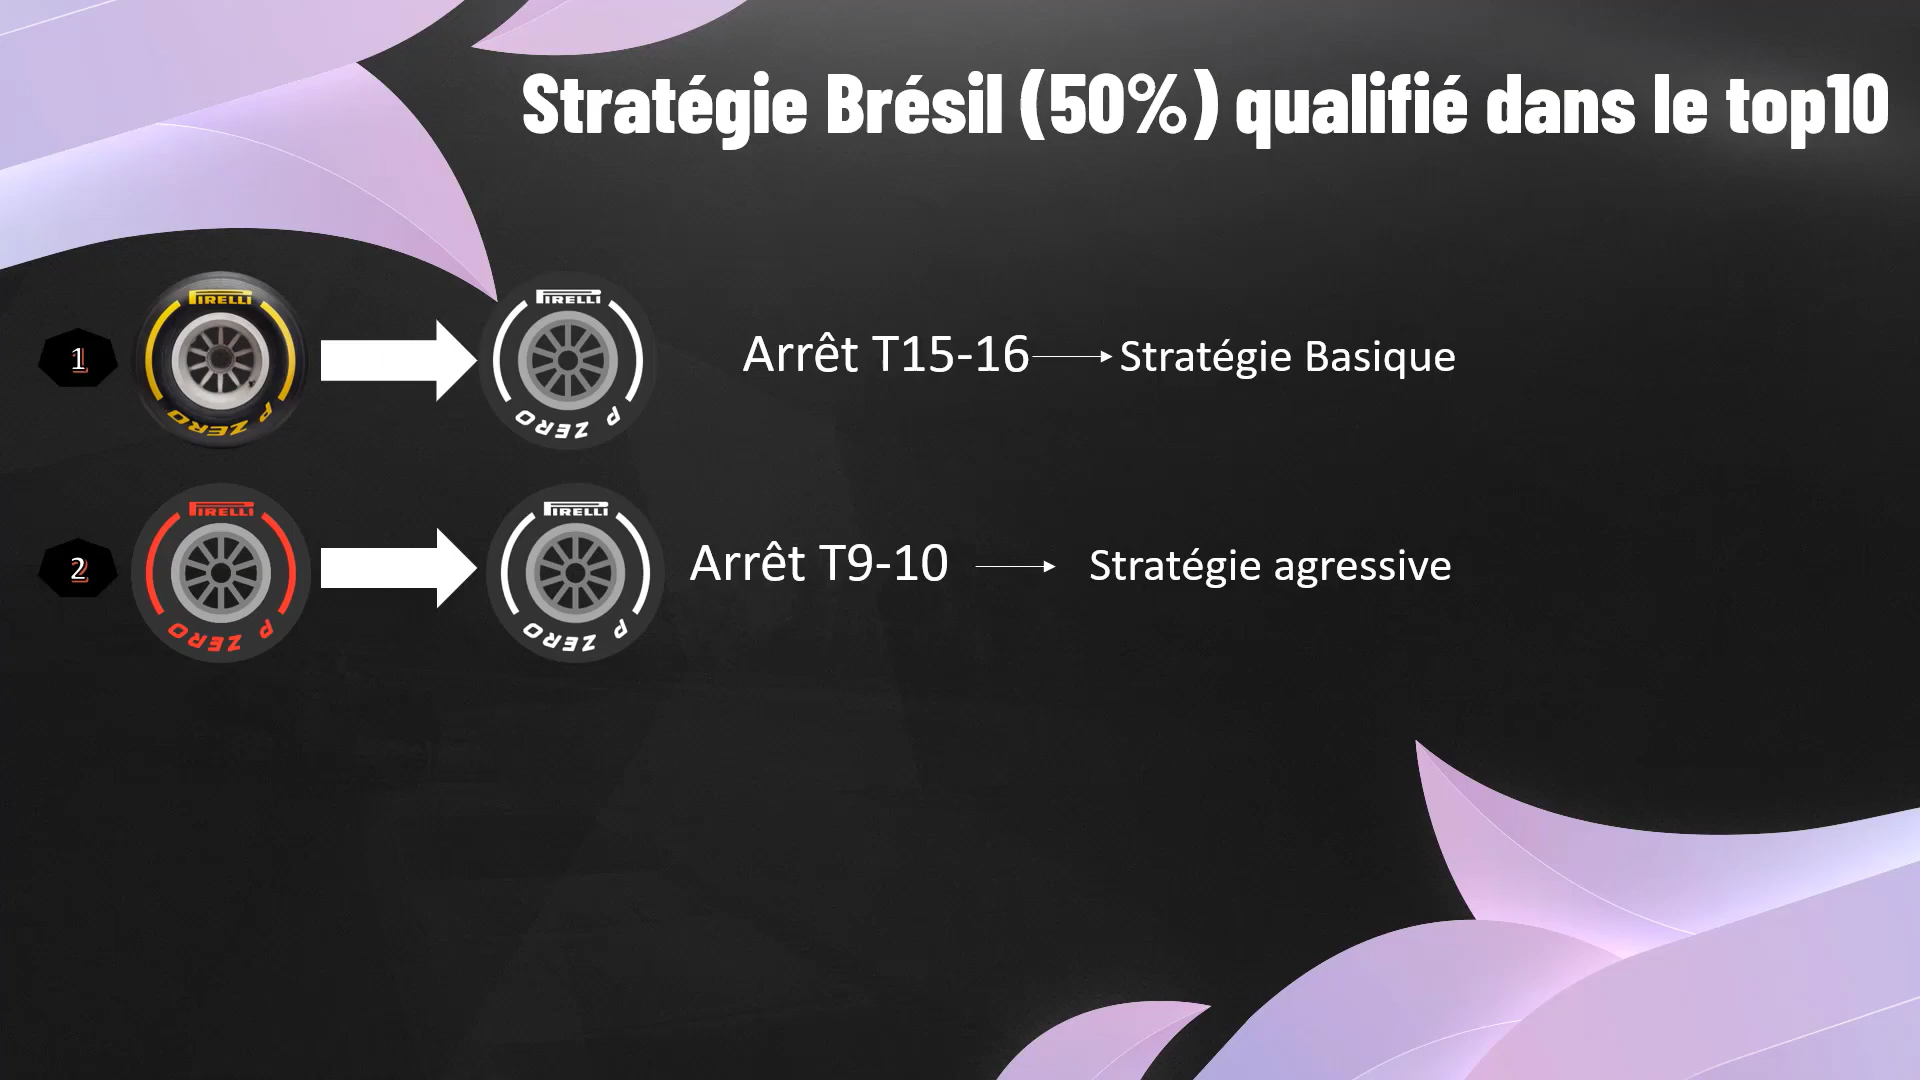 Stratégie Brésil (50%) qualifié dans le top10
1
PIRELLI
P ZERO
PIRELLI
P ZERO
Arrêt T15-16
Stratégie Basique
2
PIRELLI
P ZERO
PIRELLI
P ZERO
Arrêt T9-10
Stratégie agressive